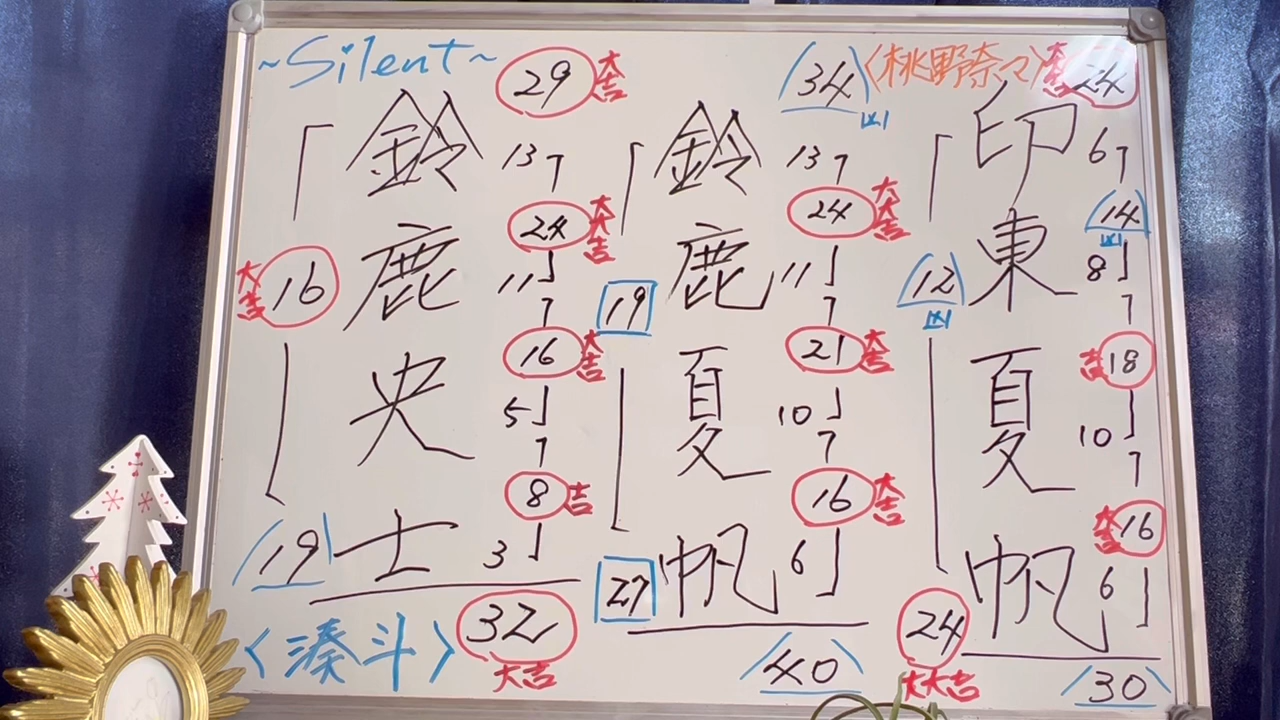 ~Silent~
29 大吉
鈴 13
24 大大吉
鹿 11
16 大吉
16 大吉
央 5
8 吉
19
士 3
32 大吉
〈湊斗〉
34 凶
鈴 13
24 大大吉
鹿 11
19
21 大吉
夏 10
16 大吉
27
帆 6
40
〈桃野奈々〉
大吉 24
印 6
14 凶
東 8
12 凶
吉 18
夏 10
大吉 16
帆 6
24 大大吉
30